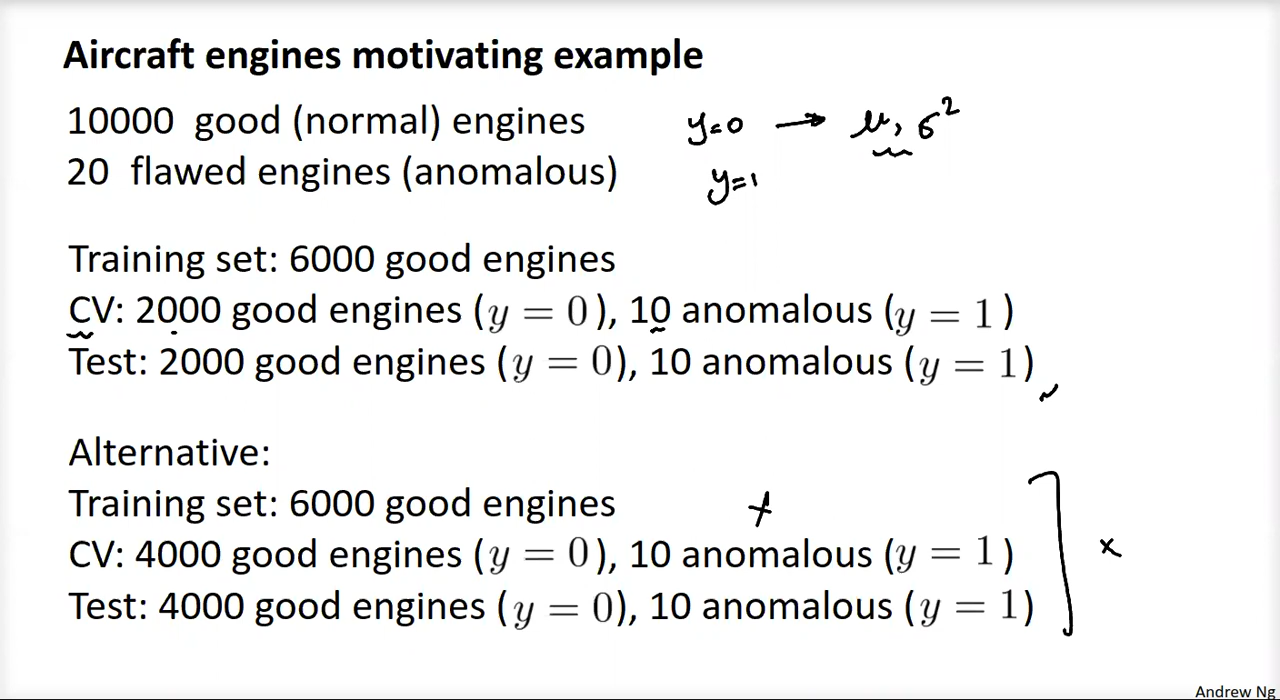 Aircraft engines motivating example
10000 good (normal) engines y=0 → μ, σ²
20 flawed engines (anomalous) y=1
Training set: 6000 good engines
CV: 2000 good engines (y = 0), 10 anomalous (y = 1)
Test: 2000 good engines (y = 0), 10 anomalous (y = 1)
Alternative:
Training set: 6000 good engines
CV: 4000 good engines (y = 0), 10 anomalous (y = 1)
Test: 4000 good engines (y = 0), 10 anomalous (y = 1)
Andrew Ng